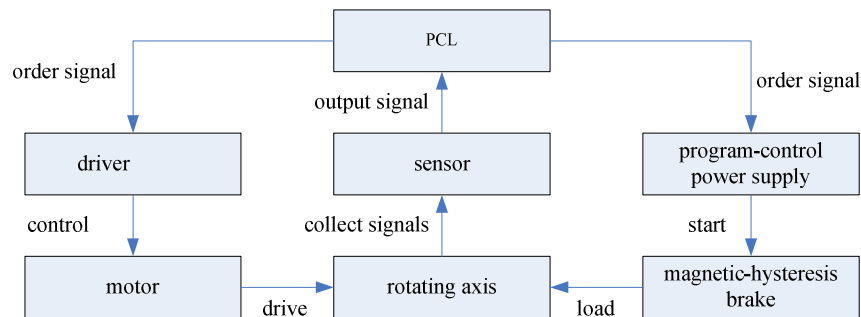 PCL
order signal
order signal
output signal
driver
sensor
program-control
power supply
control
collect signals
start
motor
rotating axis
magnetic-hysteresis
brake
drive
load